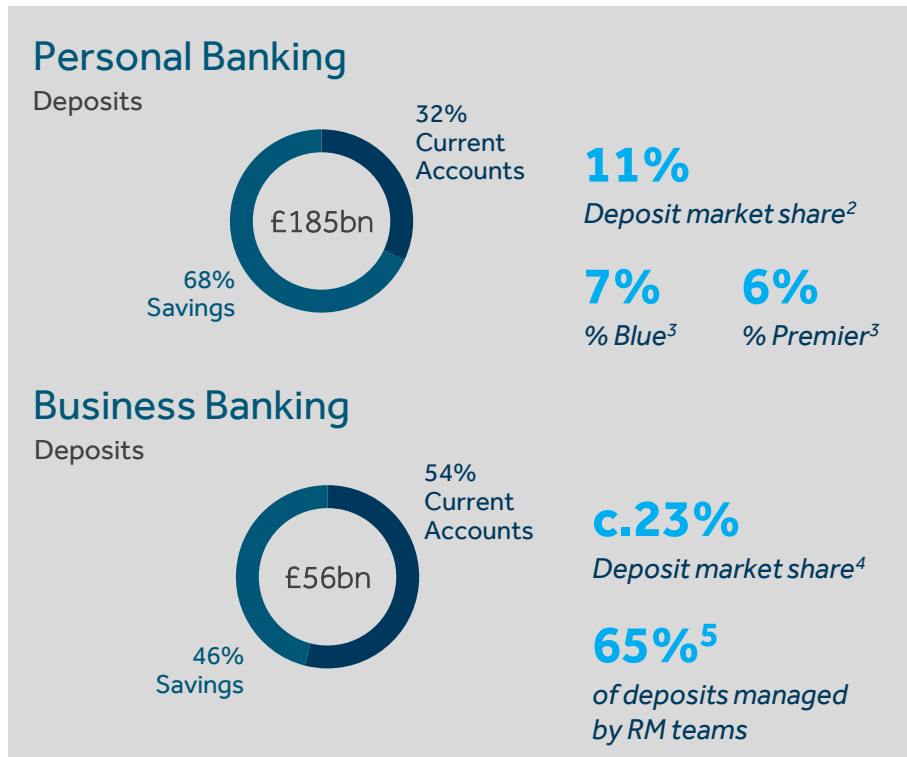 Personal Banking
Deposits
32%
Current
Accounts
£185bn
68%
Savings
11%
Deposit market share²
7%
% Blue³
6%
% Premier³
Business Banking
Deposits
54%
Current
Accounts
£56bn
46%
Savings
c.23%
Deposit market share⁴
65%⁵
of deposits managed
by RM teams